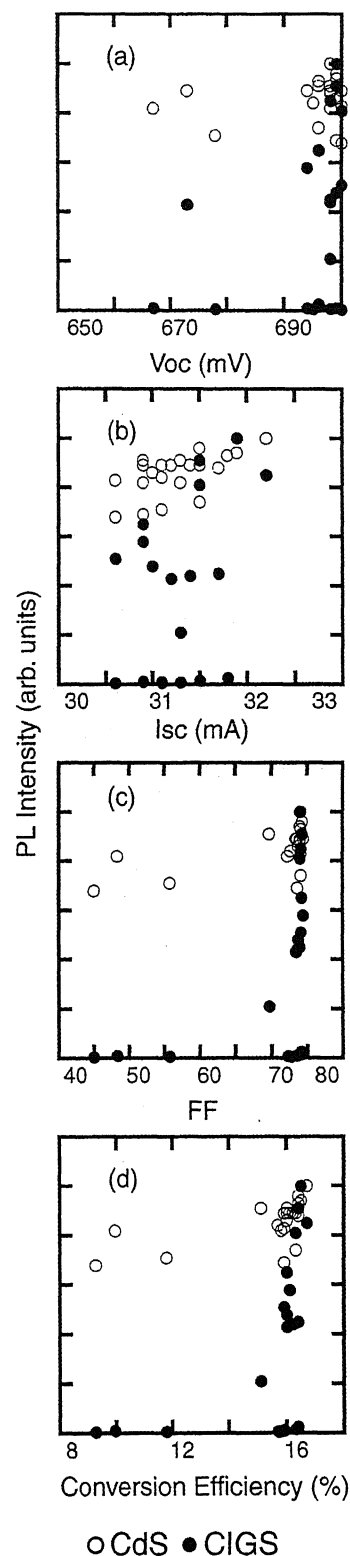 (a)
650 670 690
Voc (mV)
(b)
30 31 32 33
Isc (mA)
PL Intensity (arb. units)
(c)
40 50 60 70 80
FF
(d)
8 12 16
Conversion Efficiency (%)
CdS CIGS